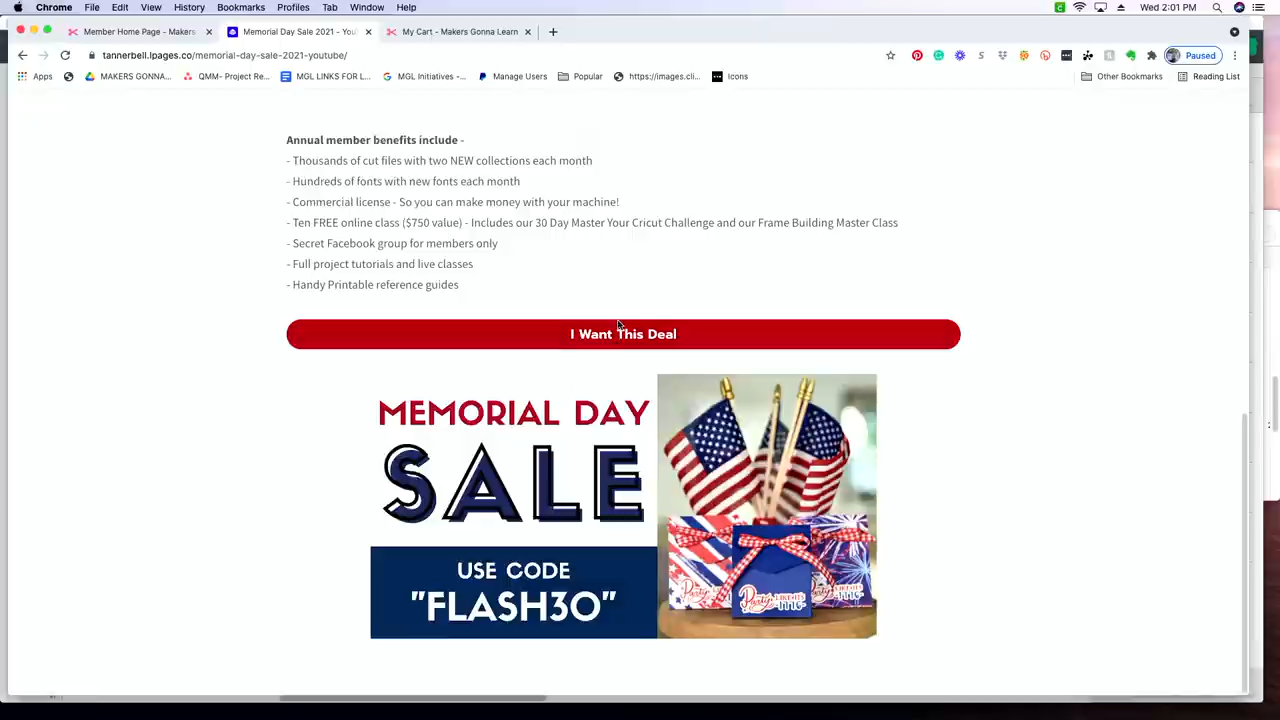 Chrome File Edit View History Bookmarks Profiles Tab Window Help Wed 2:01 PM
Member Home Page - Makers Memorial Day Sale 2021 - You My Cart - Makers Gonna Learn
tannerbell.lpages.co/memorial-day-sale-2021-youtube/ Paused
Apps MAKERS GONNA... QMM- Project Re... MGL LINKS FOR L... MGL Initiatives -... Manage Users Popular https://images.cli... Icons Other Bookmarks Reading List
Annual member benefits include -
- Thousands of cut files with two NEW collections each month
- Hundreds of fonts with new fonts each month
- Commercial license - So you can make money with your machine!
- Ten FREE online class ($750 value) - Includes our 30 Day Master Your Cricut Challenge and our Frame Building Master Class
- Secret Facebook group for members only
- Full project tutorials and live classes
- Handy Printable reference guides
I Want This Deal
MEMORIAL DAY
SALE
USE CODE
"FLASH30"
Party LIKE IT'S 1776